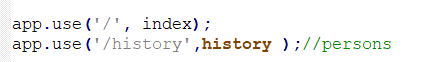 app.use('/', index);
app.use('/history',history );//persons